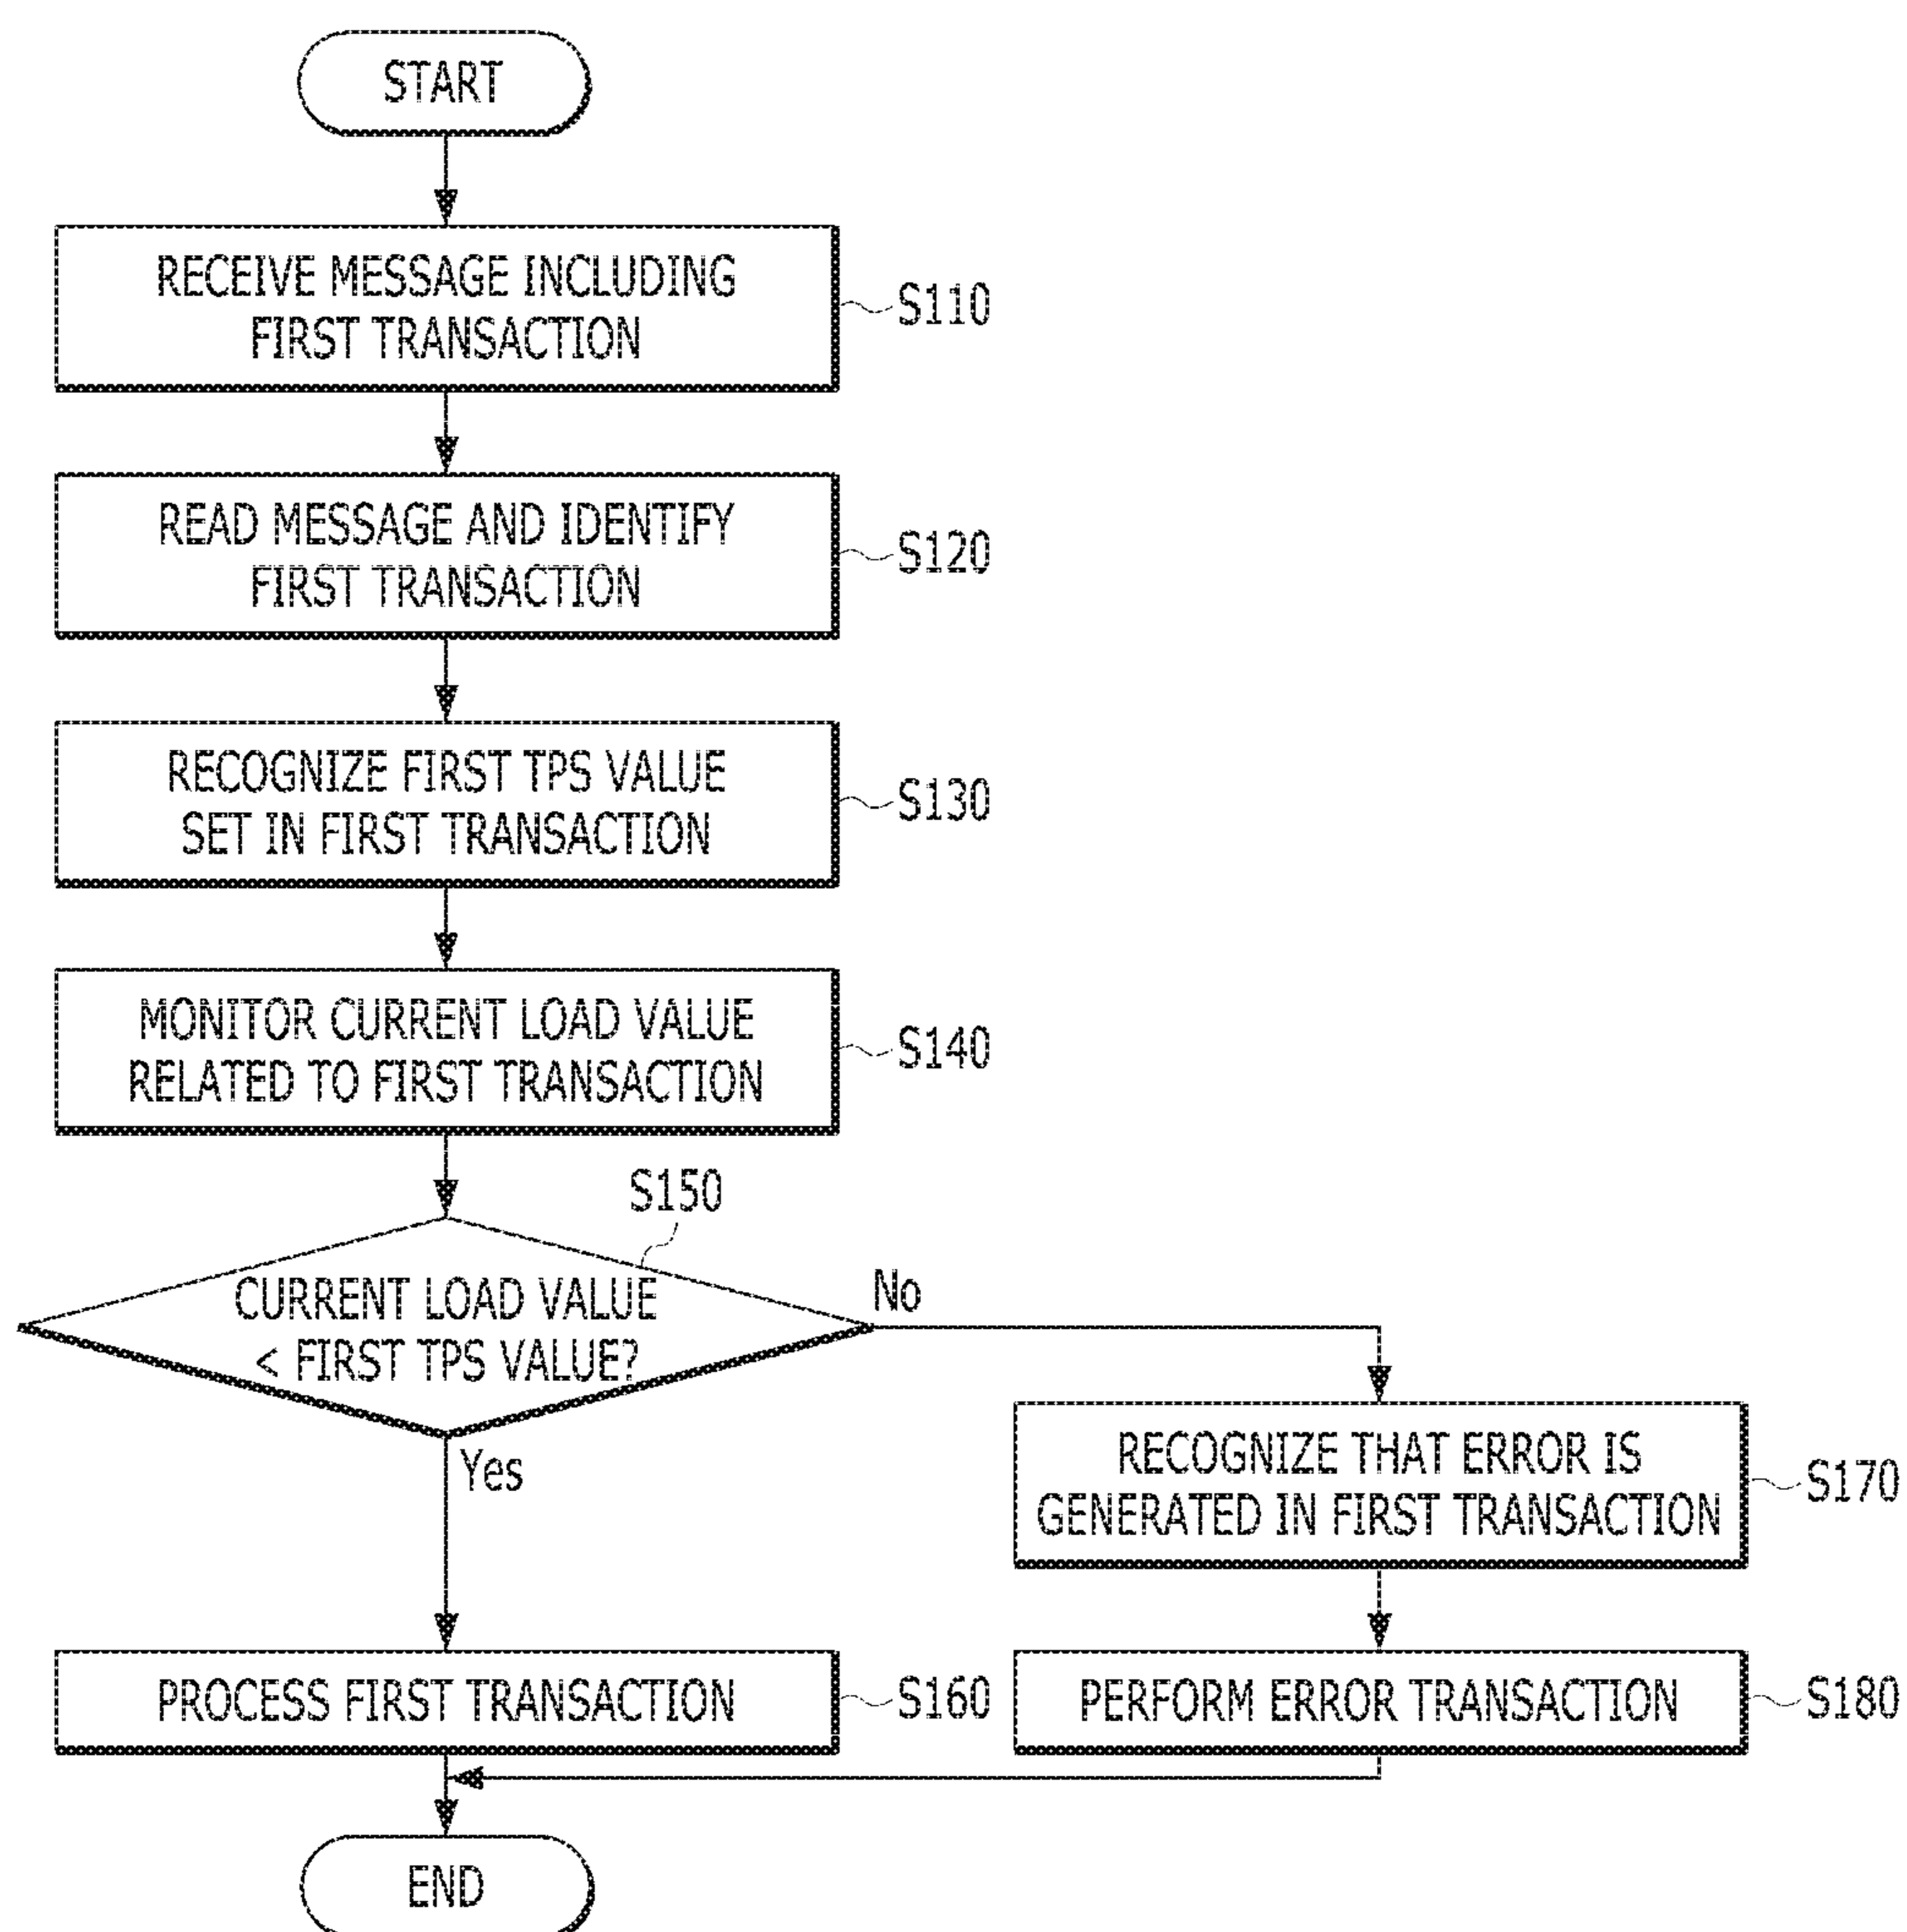 START
RECEIVE MESSAGE INCLUDING
FIRST TRANSACTION
S110
READ MESSAGE AND IDENTIFY
FIRST TRANSACTION
S120
RECOGNIZE FIRST TPS VALUE
SET IN FIRST TRANSACTION
S130
MONITOR CURRENT LOAD VALUE
RELATED TO FIRST TRANSACTION
S140
S150
CURRENT LOAD VALUE
< FIRST TPS VALUE?
No
Yes
RECOGNIZE THAT ERROR IS
GENERATED IN FIRST TRANSACTION
S170
PROCESS FIRST TRANSACTION
S160
PERFORM ERROR TRANSACTION
S180
END